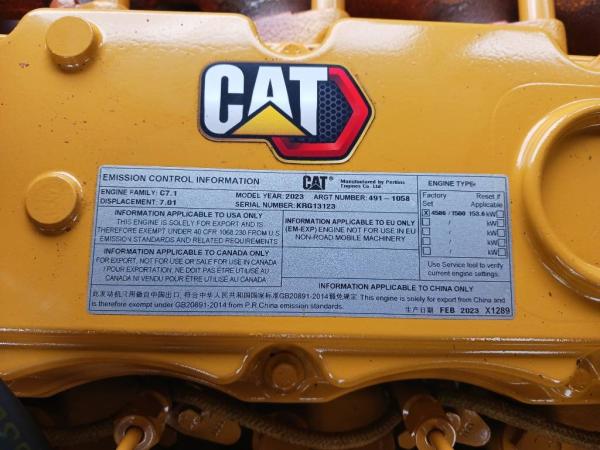 CAT
EMISSION CONTROL INFORMATION
CAT
Manufactured by Perkins
Engines Co. Ltd.
ENGINE FAMILY: C7.1
MODEL YEAR: 2023 ARGT NUMBER: 491-1058
DISPLACEMENT: 7.01
SERIAL NUMBER: KRG13123
INFORMATION APPLICABLE TO USA ONLY
THIS ENGINE IS SOLELY FOR EXPORT AND IS
THEREFORE EXEMPT UNDER 40 CFR 1068.230 FROM U.S
EMISSION STANDARDS AND RELATED REQUIREMENTS
INFORMATION APPLICABLE TO CANADA ONLY
FOR EXPORT, NOT FOR USE OR SALE FOR USE IN CANADA
/ POUR EXPORTATION, NE DOIT PAS ÊTRE UTILISÉ AU
CANADA NI VENDU POUR ÊTRE UTILISÉ AU CANADA
INFORMATION APPLICABLE TO EU ONLY
(EM-EXP) ENGINE NOT FOR USE IN EU
NON-ROAD MOBILE MACHINERY
ENGINE TYPE:
Factory Reset if
Setting Applicable
X / 153.6 kW
/ kW
/ kW
/ kW
Use Service tool to verify
current engine settings.
INFORMATION APPLICABLE TO CHINA ONLY
此发动机只用做自中国出口, 符合中华人民共和国国家标准GB20891-2014豁免规定 This engine is solely for export from China and
is therefore exempt under GB20891-2014 from P.R.China emission standards.
生产日期 FEB 2023 X1289